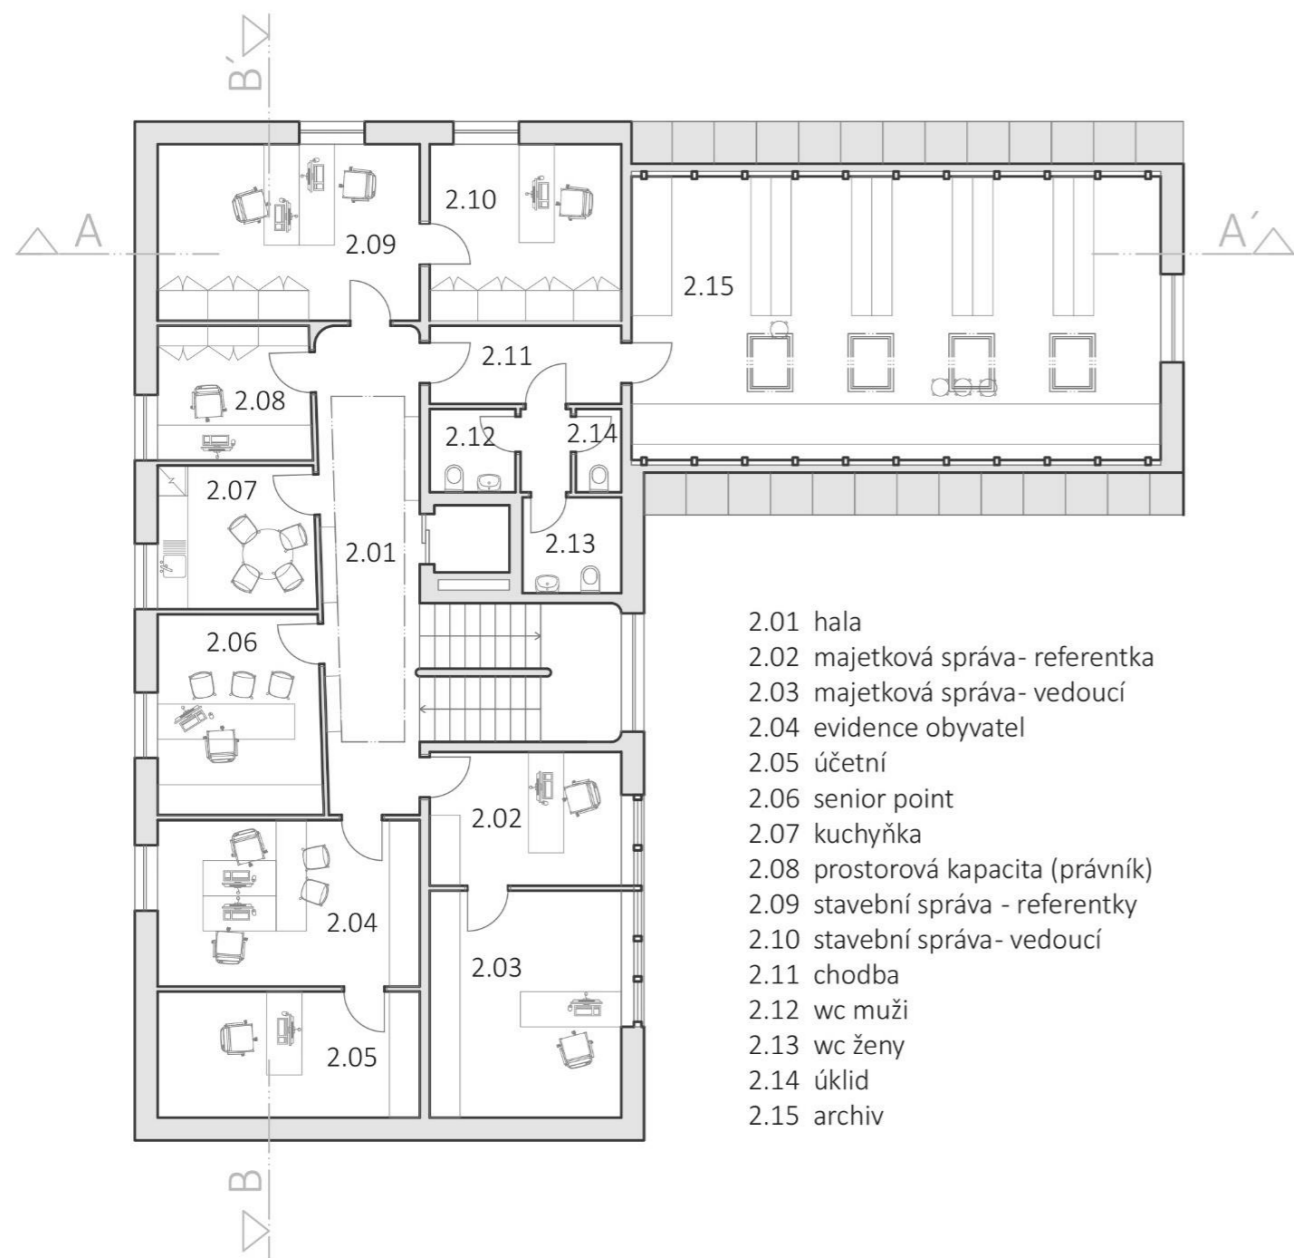 B´
A
A´
2.10
2.09
2.15
2.11
2.08
2.12
2.14
2.07
2.01
2.13
2.06
2.02
2.04
2.03
2.05
B
2.01 hala
2.02 majetková správa- referentka
2.03 majetková správa- vedoucí
2.04 evidence obyvatel
2.05 účetní
2.06 senior point
2.07 kuchyňka
2.08 prostorová kapacita (právník)
2.09 stavební správa - referentky
2.10 stavební správa- vedoucí
2.11 chodba
2.12 wc muži
2.13 wc ženy
2.14 úklid
2.15 archiv